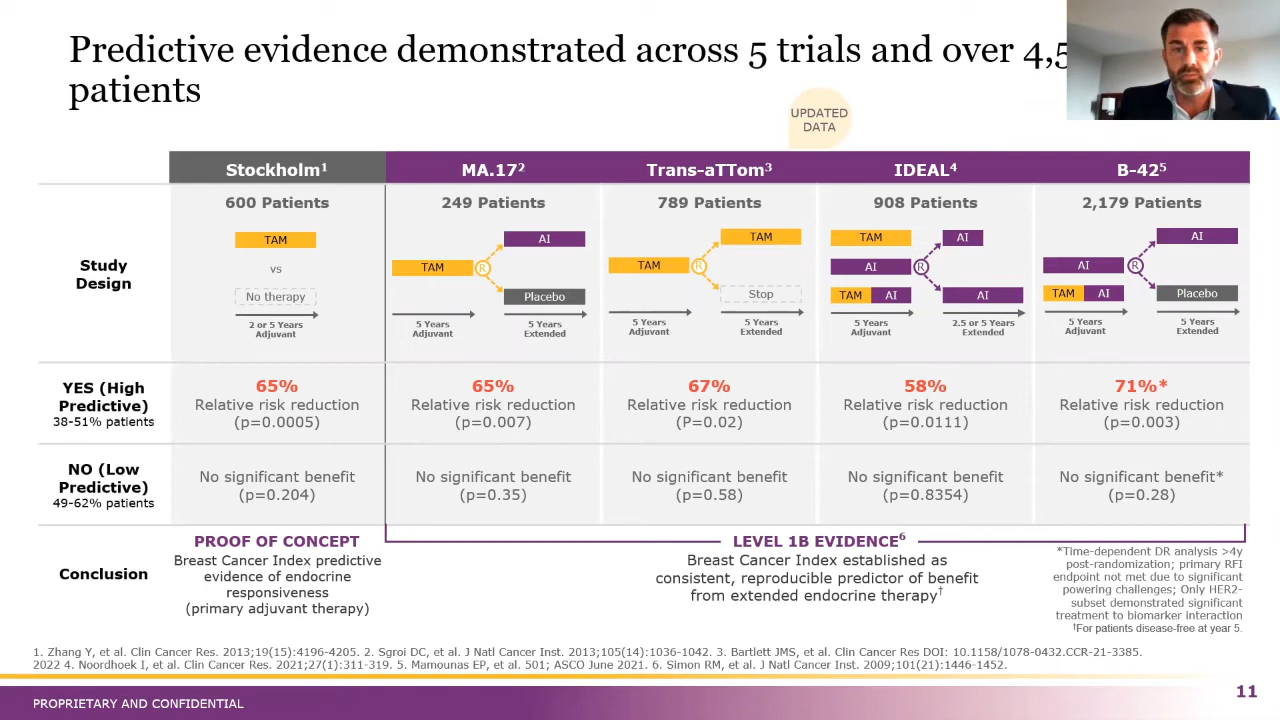 Predictive evidence demonstrated across 5 trials and over 4,5
patients
UPDATED
DATA
Stockholm1
MA.172
Trans-aTTom3
IDEAL4
B-425
Study
Design
600 Patients
TAM
vs
No therapy
2 or 5 Years
Adjuvant
249 Patients
TAM
R
AI
Placebo
5 Years
Adjuvant
5 Years
Extended
789 Patients
TAM
R
TAM
Stop
5 Years
Adjuvant
5 Years
Extended
908 Patients
TAM
AI
TAM AI
R
AI
AI
5 Years
Adjuvant
2.5 or 5 Years
Extended
2,179 Patients
AI
TAM AI
R
AI
Placebo
5 Years
Adjuvant
5 Years
Extended
YES (High
Predictive)
38-51% patients
65%
Relative risk reduction
(p=0.0005)
65%
Relative risk reduction
(p=0.007)
67%
Relative risk reduction
(P=0.02)
58%
Relative risk reduction
(p=0.0111)
71%*
Relative risk reduction
(p=0.003)
NO (Low
Predictive)
49-62% patients
No significant benefit
(p=0.204)
No significant benefit
(p=0.35)
No significant benefit
(p=0.58)
No significant benefit
(p=0.8354)
No significant benefit*
(p=0.28)
Conclusion
PROOF OF CONCEPT
Breast Cancer Index predictive
evidence of endocrine
responsiveness
(primary adjuvant therapy)
LEVEL 1B EVIDENCE6
Breast Cancer Index established as
consistent, reproducible predictor of benefit
from extended endocrine therapy†
*Time-dependent DR analysis >4y
post-randomization; primary RFI
endpoint not met due to significant
powering challenges; Only HER2-
subset demonstrated significant
treatment to biomarker interaction
†For patients disease-free at year 5.
1. Zhang Y, et al. Clin Cancer Res. 2013;19(15):4196-4205. 2. Sgroi DC, et al. J Natl Cancer Inst. 2013;105(14):1036-1042. 3. Bartlett JMS, et al. Clin Cancer Res DOI: 10.1158/1078-0432.CCR-21-3385.
2022 4. Noordhoek I, et al. Clin Cancer Res. 2021;27(1):311-319. 5. Mamounas EP, et al. 501; ASCO June 2021. 6. Simon RM, et al. J Natl Cancer Inst. 2009;101(21):1446-1452.
PROPRIETARY AND CONFIDENTIAL
11